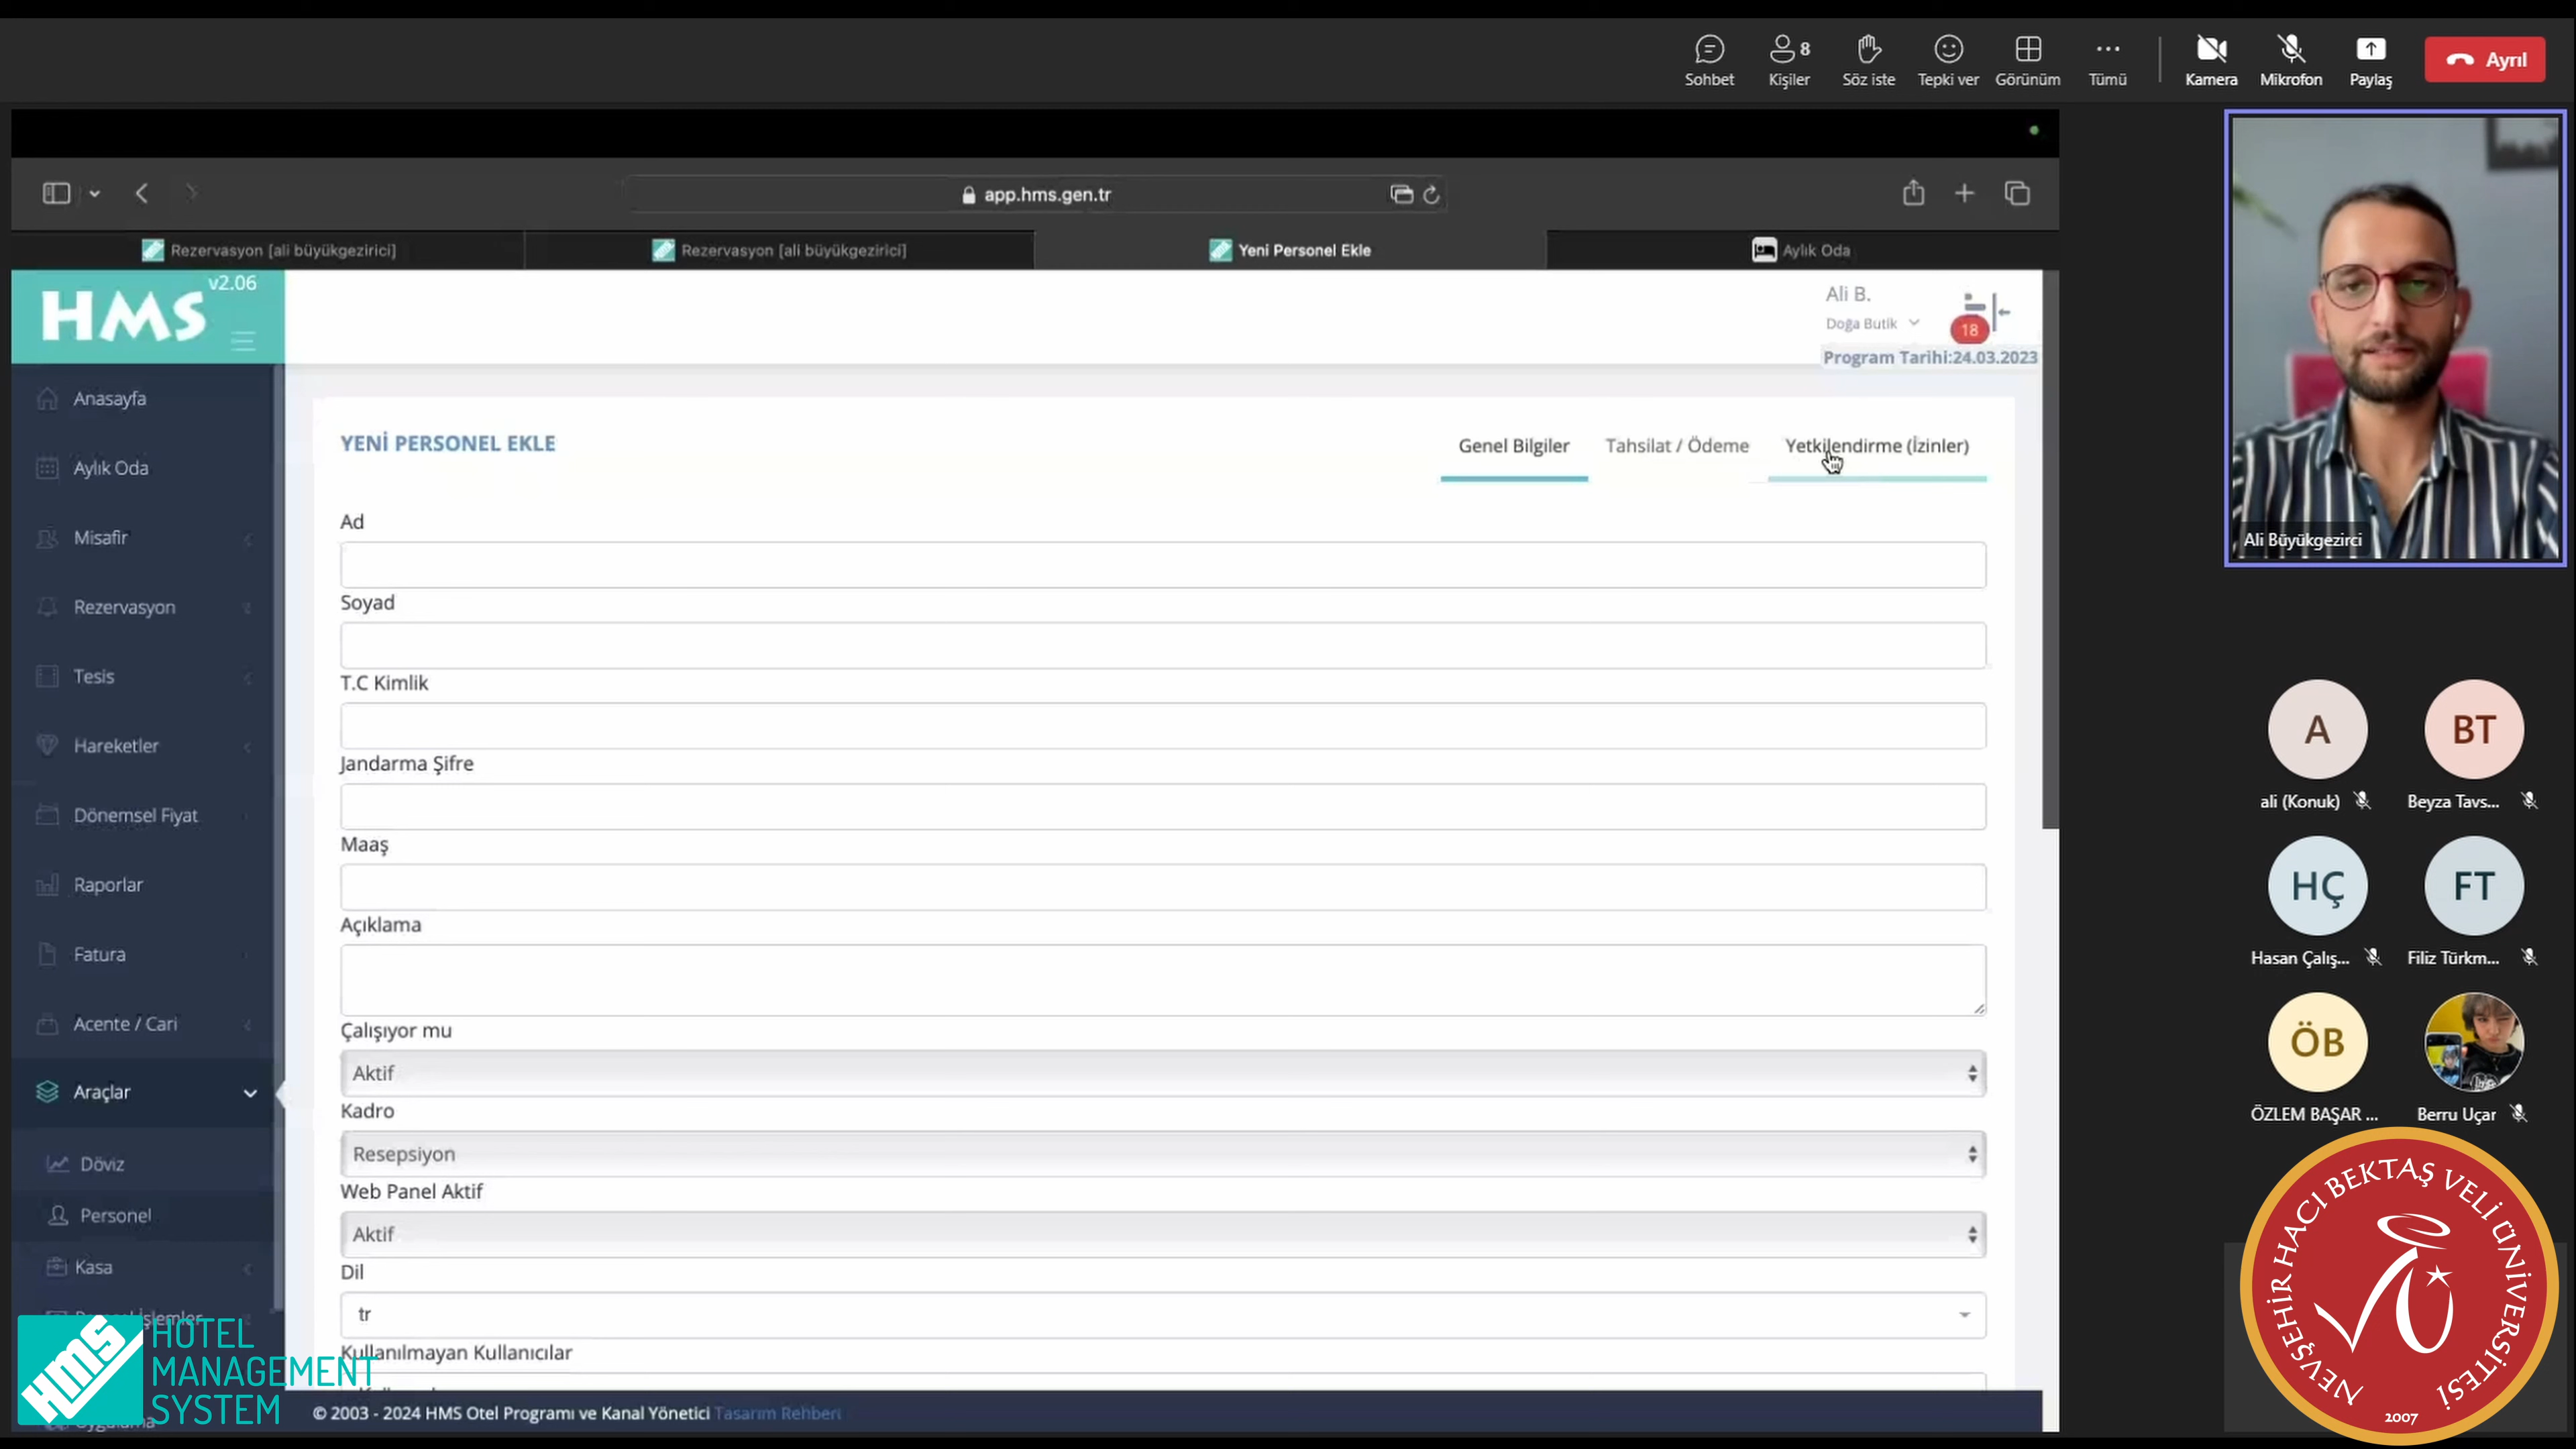 Sohbet
8
Kişiler
Söz iste
Tepki ver
Görünüm
Tümü
Kamera
Mikrofon
Paylaş
Ayrıl
app.hms.gen.tr
Rezervasyon [ali büyükgezirici]
Rezervasyon [ali büyükgezirici]
Yeni Personel Ekle
Aylık Oda
HMS
v2.06
Ali B.
Doğa Butik
18
Program Tarihi:24.03.2023
Anasayfa
Aylık Oda
Misafir
Rezervasyon
Tesis
Hareketler
Dönemsel Fiyat
Raporlar
Fatura
Acente / Cari
Araçlar
Döviz
Personel
Kasa
YENİ PERSONEL EKLE
Genel Bilgiler
Tahsilat / Ödeme
Yetkilendirme (İzinler)
Ad
Soyad
T.C Kimlik
Jandarma Şifre
Maaş
Açıklama
Çalışıyor mu
Aktif
Kadro
Resepsiyon
Web Panel Aktif
Aktif
Dil
tr
Kullanılmayan Kullanıcılar
© 2003 - 2024 HMS Otel Programı ve Kanal Yönetici Tasarım Rehberi
HMS
HOTEL
MANAGEMENT
SYSTEM
Ali Büyükgezirci
A
ali (Konuk)
BT
Beyza Tavs...
HÇ
Hasan Çalış...
FT
Filiz Türkm...
ÖB
ÖZLEM BAŞAR ...
Berru Uçar
NEVŞEHİR HACI BEKTAŞ VELİ ÜNİVERSİTESİ
2007